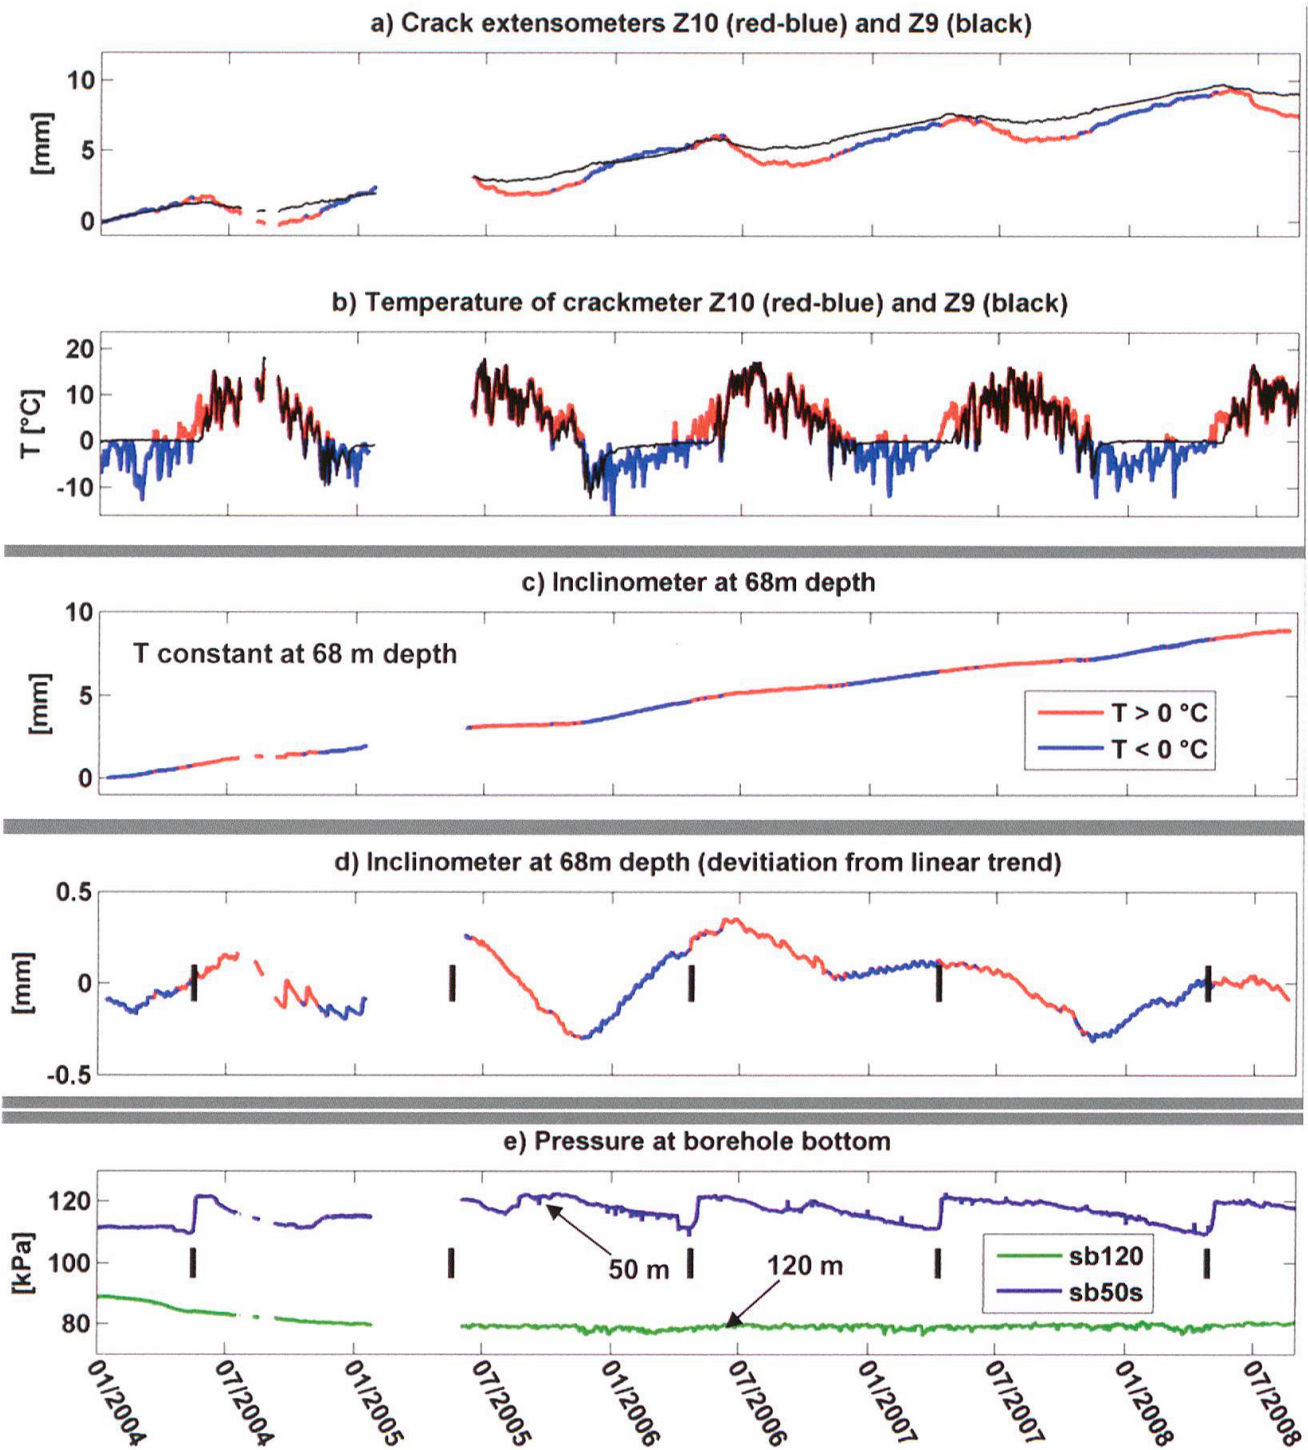 a) Crack extensometers Z10 (red-blue) and Z9 (black)
10
5
0
[mm]
b) Temperature of crackmeter Z10 (red-blue) and Z9 (black)
20
10
0
-10
T [°C]
c) Inclinometer at 68m depth
10
5
0
[mm]
T constant at 68 m depth
T > 0 °C
T < 0 °C
d) Inclinometer at 68m depth (devitiation from linear trend)
0.5
0
-0.5
[mm]
e) Pressure at borehole bottom
120
100
80
[kPa]
50 m
120 m
sb120
sb50s
01/2004
07/2004
01/2005
07/2005
01/2006
07/2006
01/2007
07/2007
01/2008
07/2008